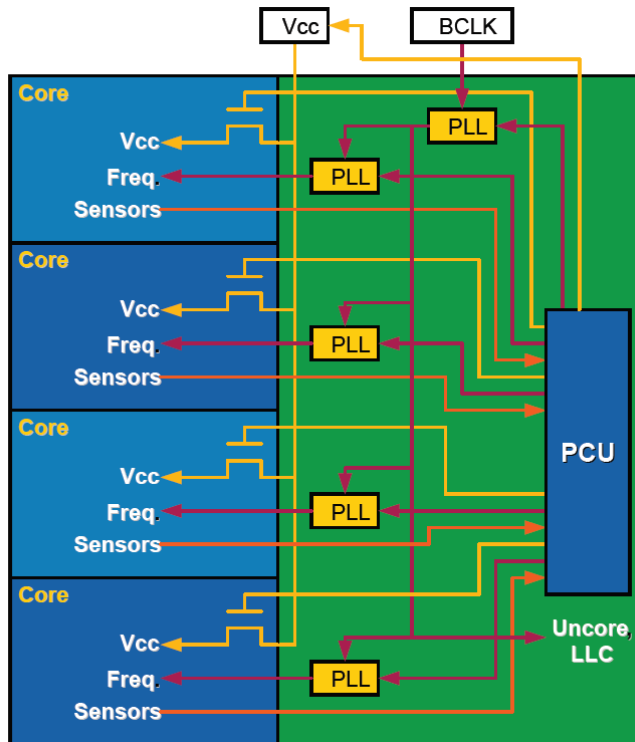 Vcc
BCLK
Core
PLL
Vcc
PLL
Freq.
Sensors
Core
Vcc
PLL
Freq.
Sensors
Core
PCU
Vcc
PLL
Freq.
Sensors
Core
Uncore,
LLC
Vcc
PLL
Freq.
Sensors